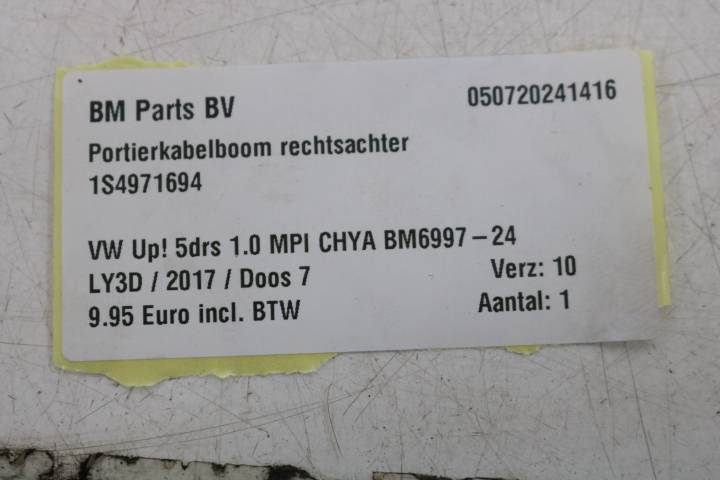 BM Parts BV 050720241416
Portierkabelboom rechtsachter
1S4971694
VW Up! 5drs 1.0 MPI CHYA BM6997-24
LY3D / 2017 / Doos 7 Verz: 10
9.95 Euro incl. BTW Aantal: 1